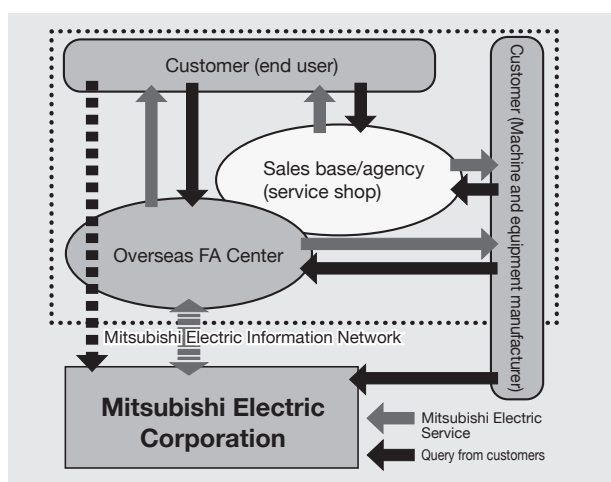 Customer (end user)
Customer (Machine and equipment manufacturer)
Sales base/agency
(service shop)
Overseas FA Center
Mitsubishi Electric Information Network
Mitsubishi Electric
Corporation
Mitsubishi Electric
Service
Query from customers